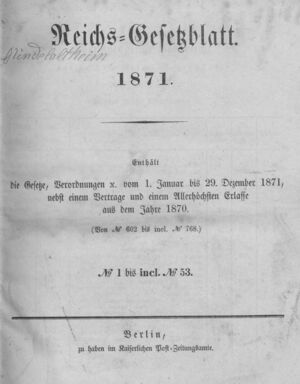 Reichs-Gesetzblatt.
1871.
Enthält
die Gesetze, Verordnungen ꝛc. vom 1. Januar bis 29. Dezember 1871,
nebst einem Vertrage und einem Allerhöchsten Erlasse
aus dem Jahre 1870.
(Von № 602 bis incl. № 768.)
№ 1 bis incl. № 53.
Berlin,
zu haben im Kaiserlichen Post-Zeitungsamte.